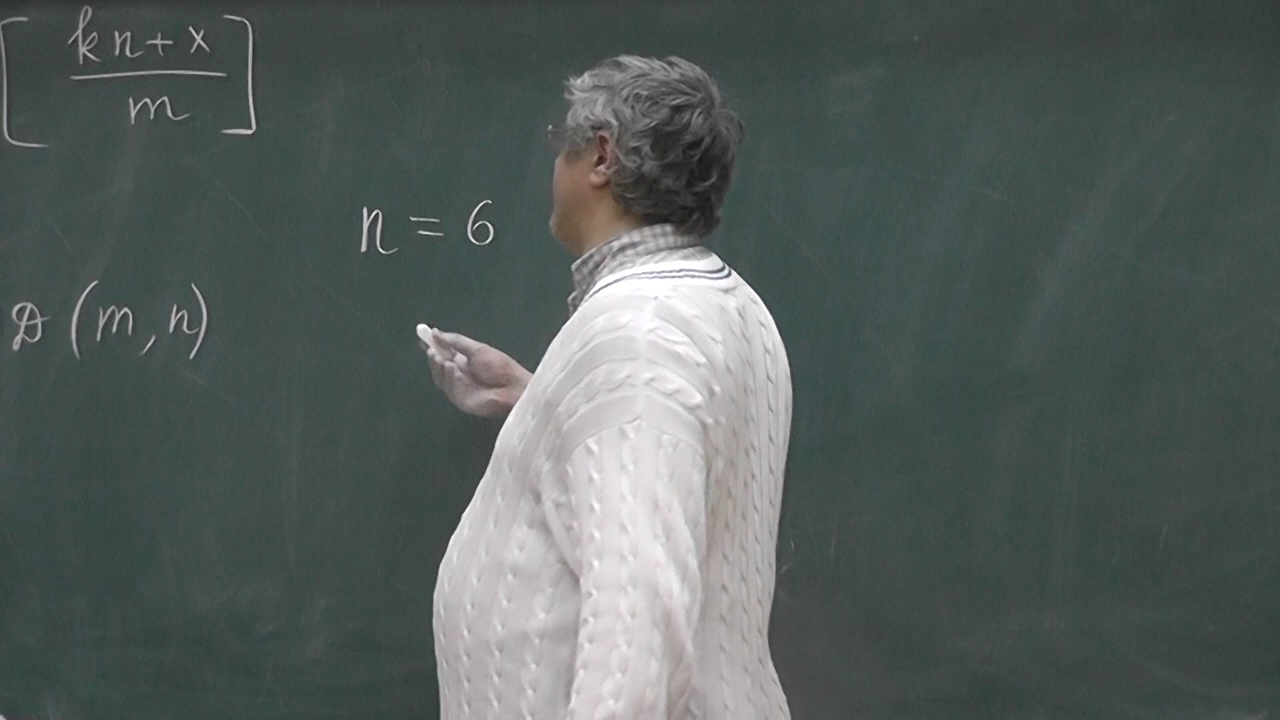 [ (kn+x)/m ]
n = 6
D (m, n)